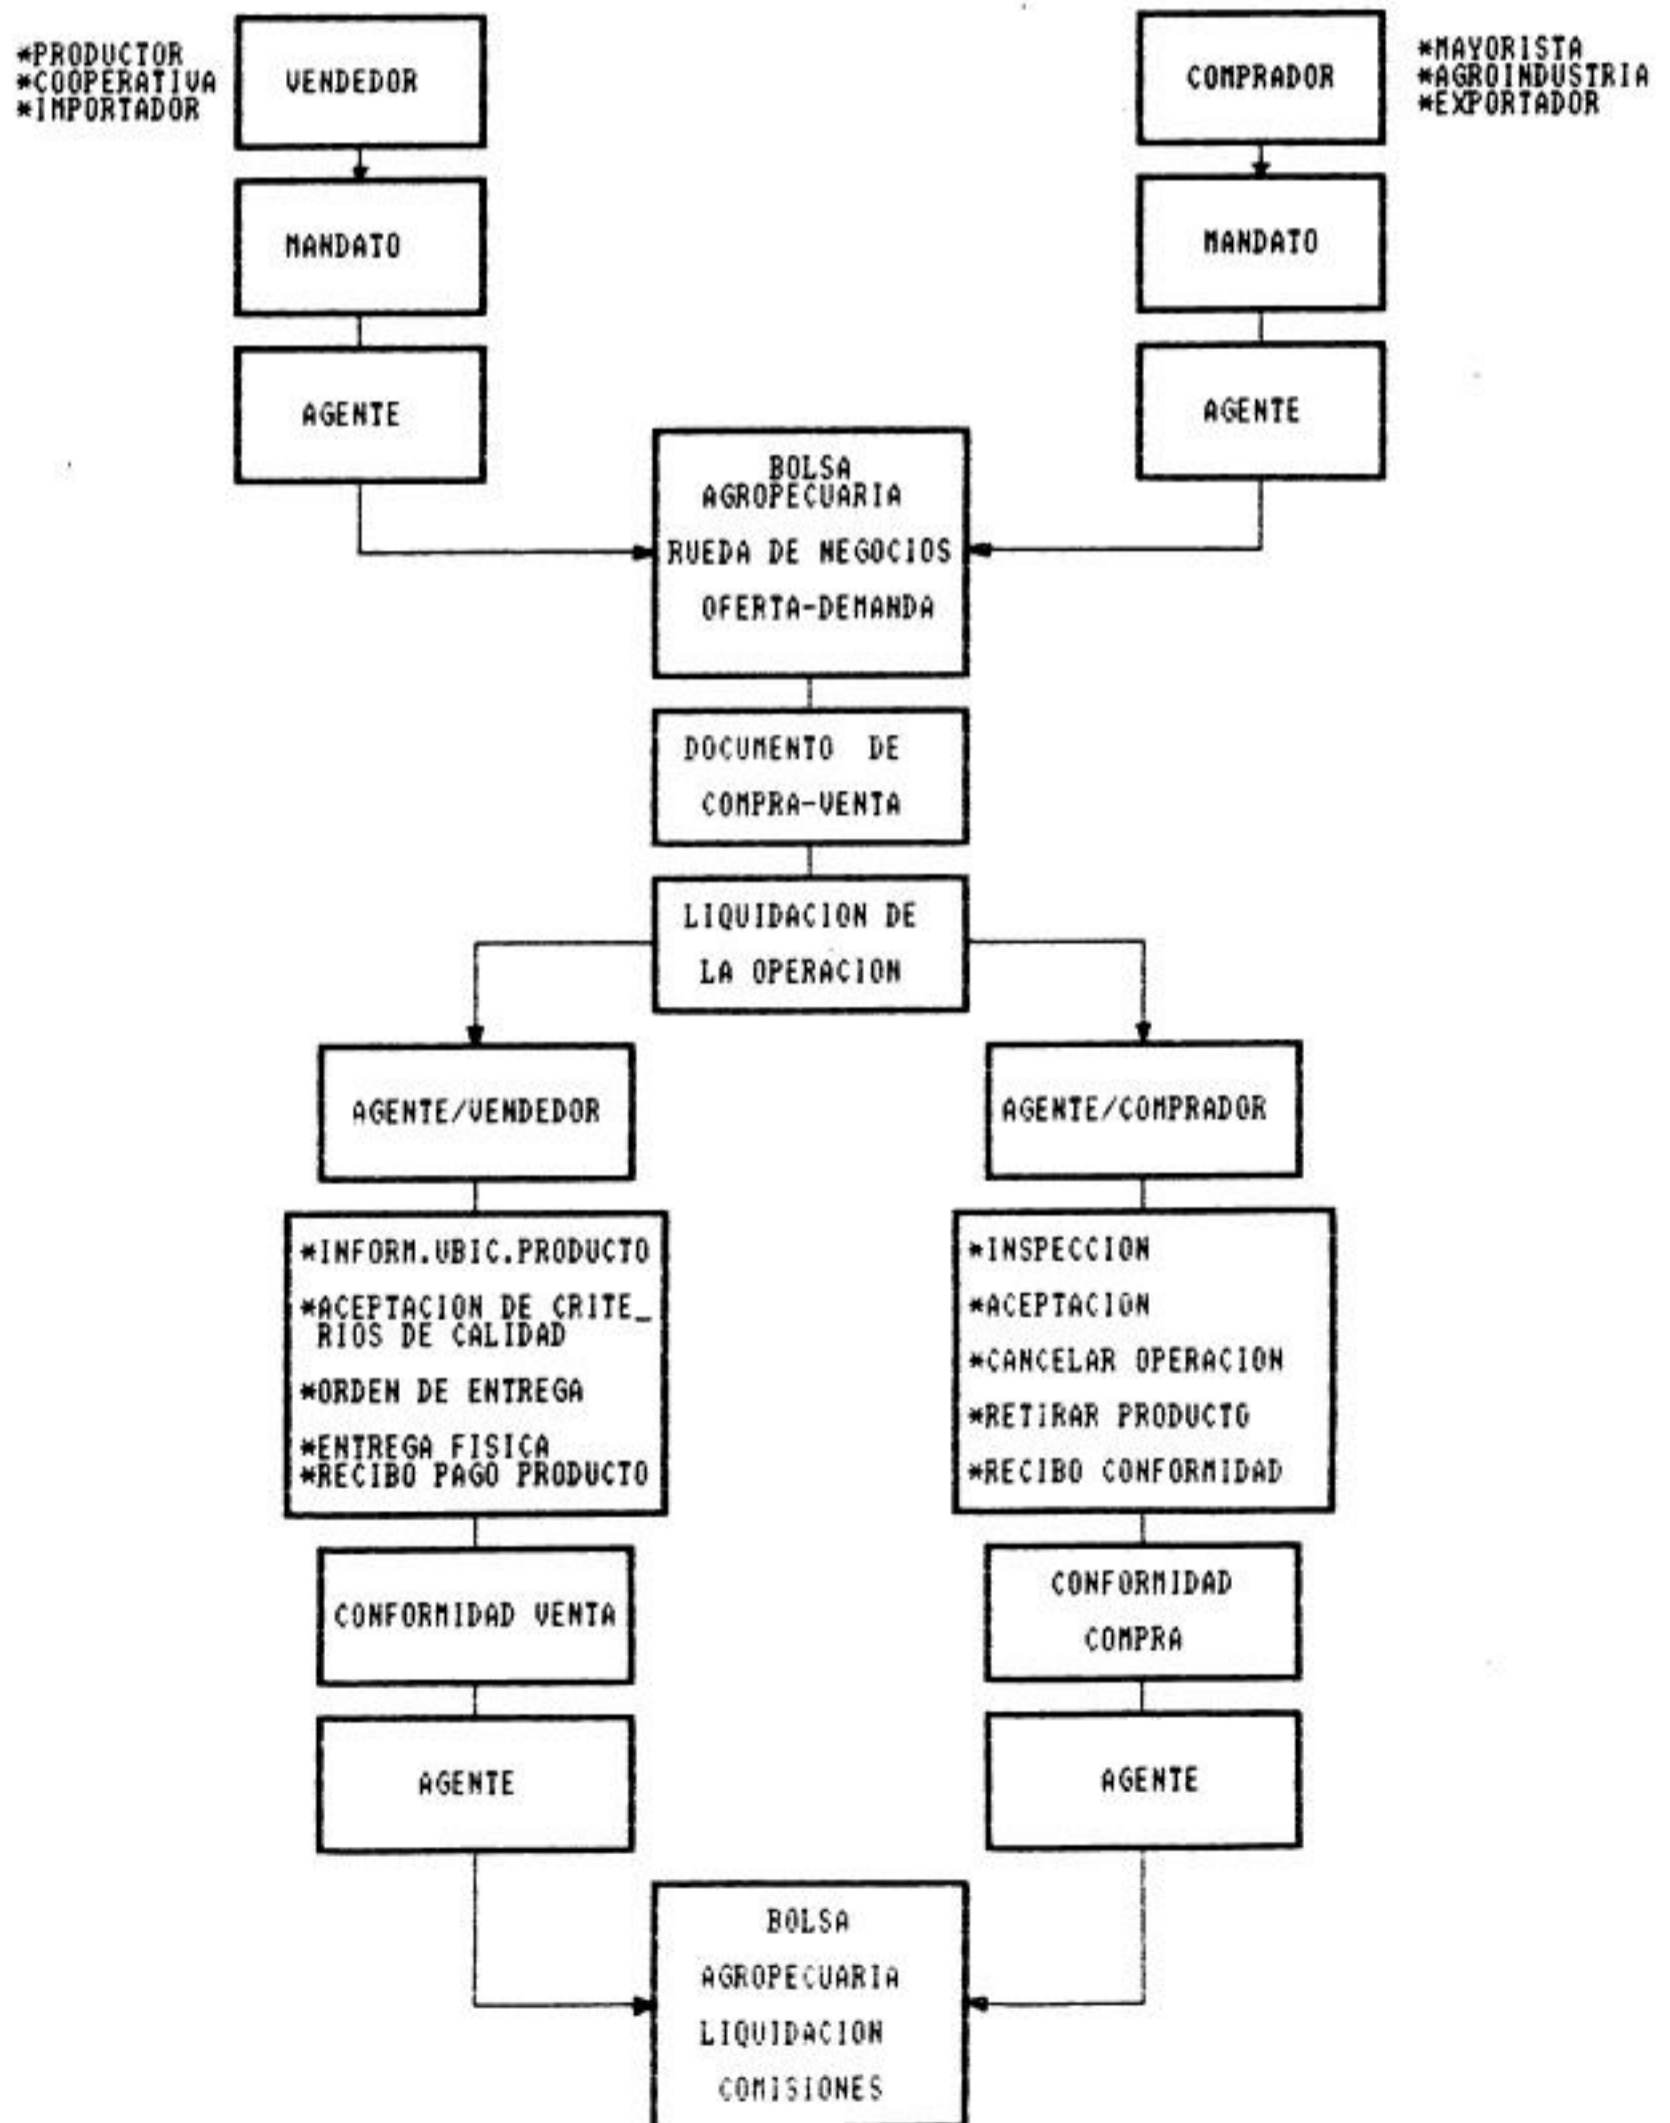 *PRODUCTOR
*COOPERATIVA
*IMPORTADOR
VENDEDOR
COMPRADOR
*MAYORISTA
*AGROINDUSTRIA
*EXPORTADOR
MANDATO
MANDATO
AGENTE
AGENTE
BOLSA
AGROPECUARIA
RUEDA DE NEGOCIOS
OFERTA-DEMANDA
DOCUMENTO DE
COMPRA-VENTA
LIQUIDACION DE
LA OPERACION
AGENTE/VENDEDOR
AGENTE/COMPRADOR
*INFORM.UBIC.PRODUCTO
*ACEPTACION DE CRITE_
RIOS DE CALIDAD
*ORDEN DE ENTREGA
*ENTREGA FISICA
*RECIBO PAGO PRODUCTO
*INSPECCION
*ACEPTACION
*CANCELAR OPERACION
*RETIRAR PRODUCTO
*RECIBO CONFORMIDAD
CONFORMIDAD VENTA
CONFORMIDAD
COMPRA
AGENTE
AGENTE
BOLSA
AGROPECUARIA
LIQUIDACION
COMISIONES